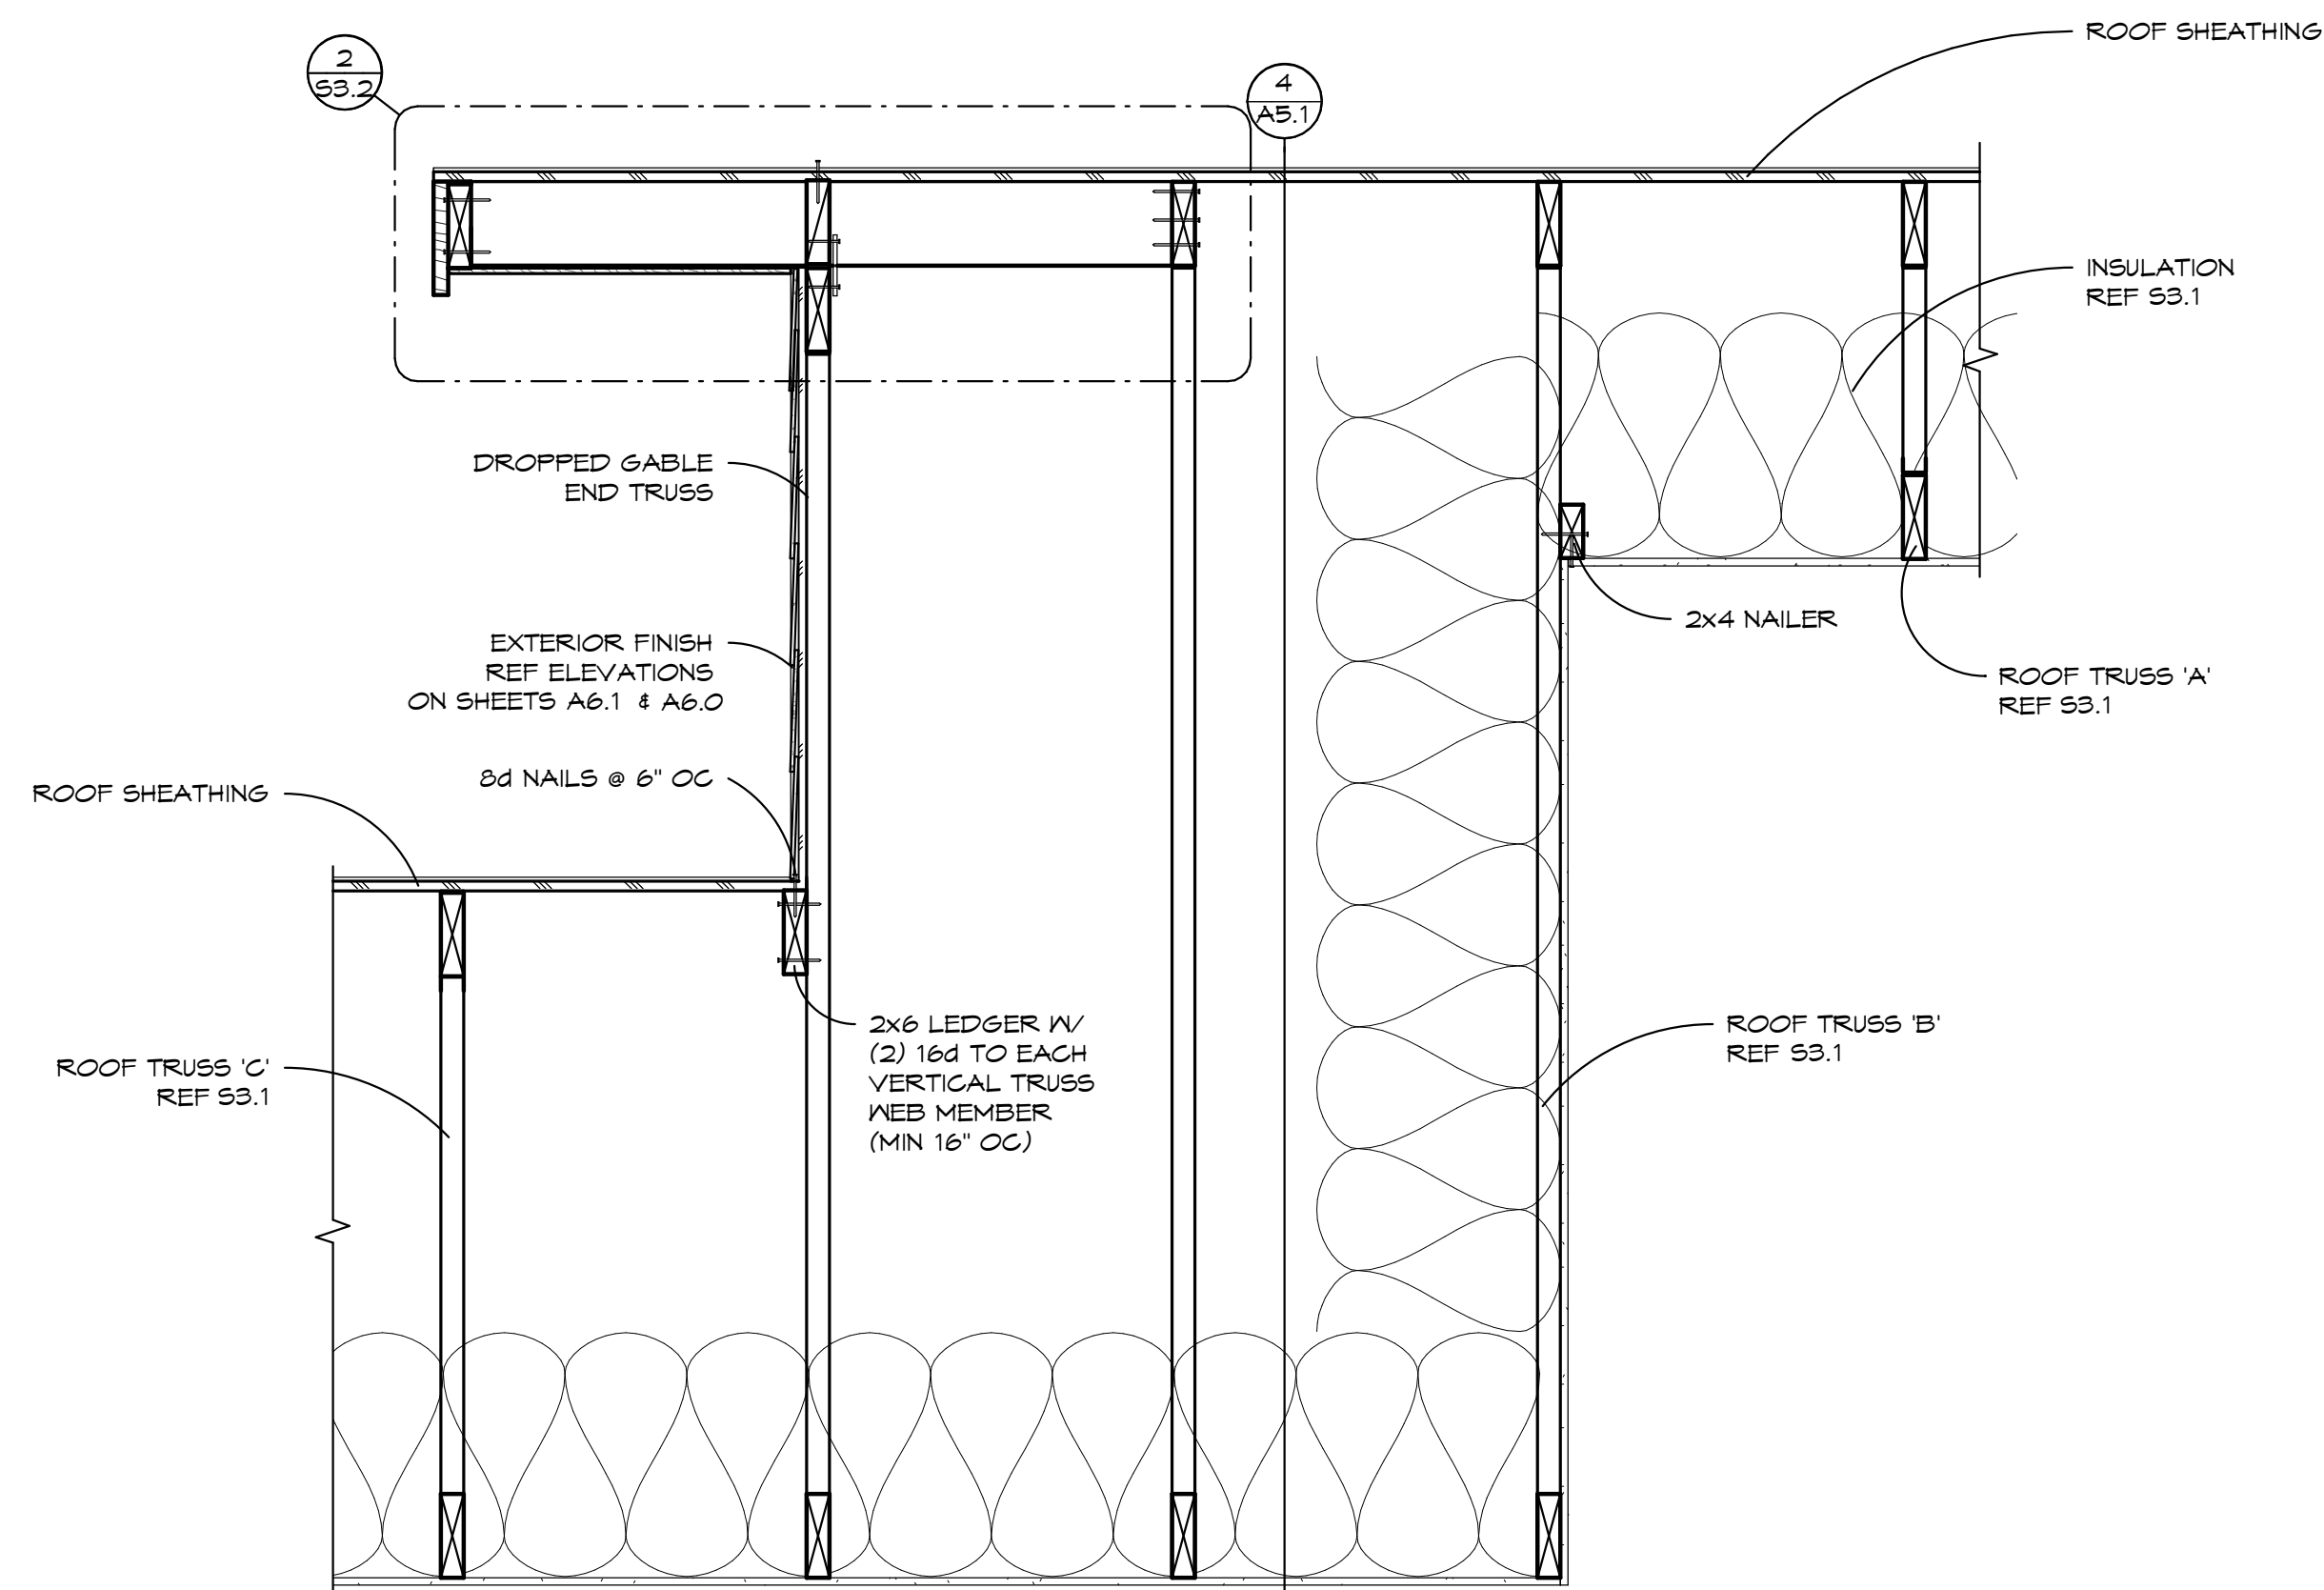 2
S3.2
4
A5.1
ROOF SHEATHING
INSULATION
REF S3.1
DROPPED GABLE
END TRUSS
EXTERIOR FINISH
REF ELEVATIONS
ON SHEETS A6.1 & A6.0
2x4 NAILER
ROOF TRUSS 'A'
REF S3.1
8d NAILS @ 6" OC
ROOF SHEATHING
2x6 LEDGER W/
(2) 16d TO EACH
VERTICAL TRUSS
WEB MEMBER
(MIN 16" OC)
ROOF TRUSS 'B'
REF S3.1
ROOF TRUSS 'C'
REF S3.1